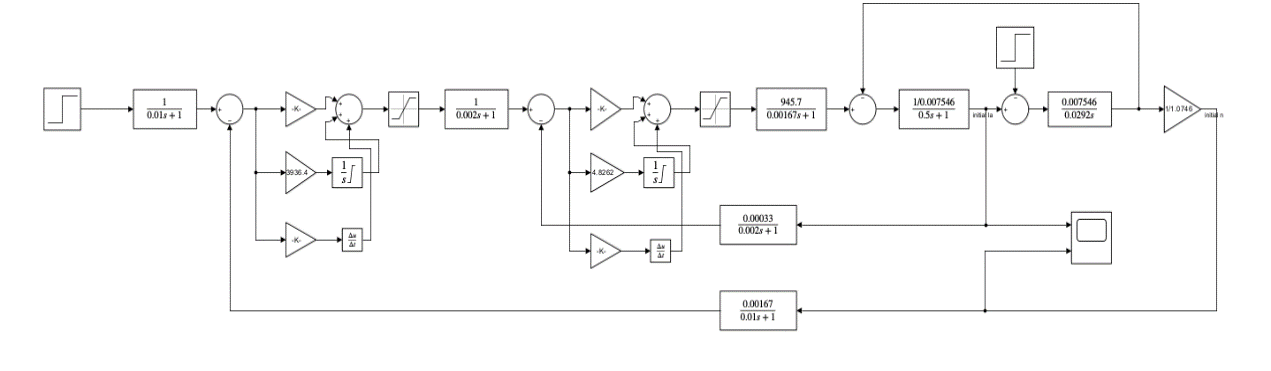 1
0.01s + 1
-K-
1
0.002s + 1
-K-
945.7
0.00167s + 1
1/0.007546
0.5s + 1
initial Ia
0.007546
0.0292s
1/1.0746
initial n
3936.4
1
s
4.8262
1
s
-K-
Δu
Δt
-K-
Δu
Δt
0.00033
0.002s + 1
0.00167
0.01s + 1